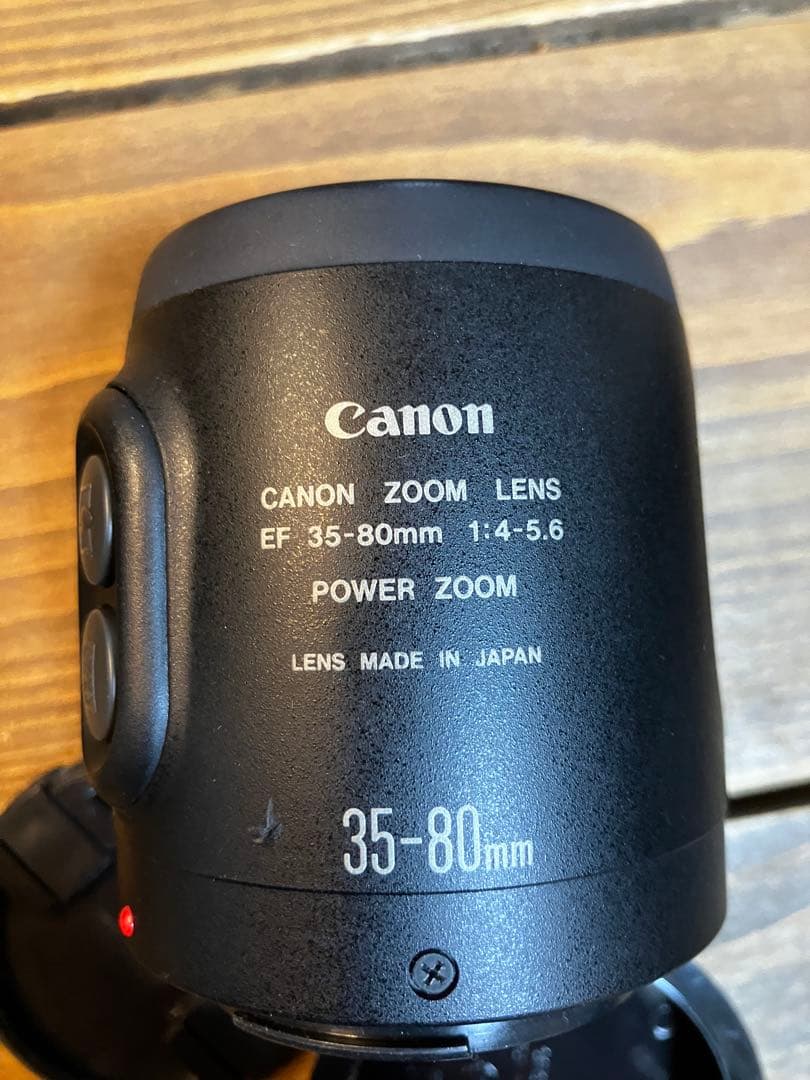 Canon
CANON ZOOM LENS
EF 35-80mm 1:4-5.6
POWER ZOOM
LENS MADE IN JAPAN
35-80mm